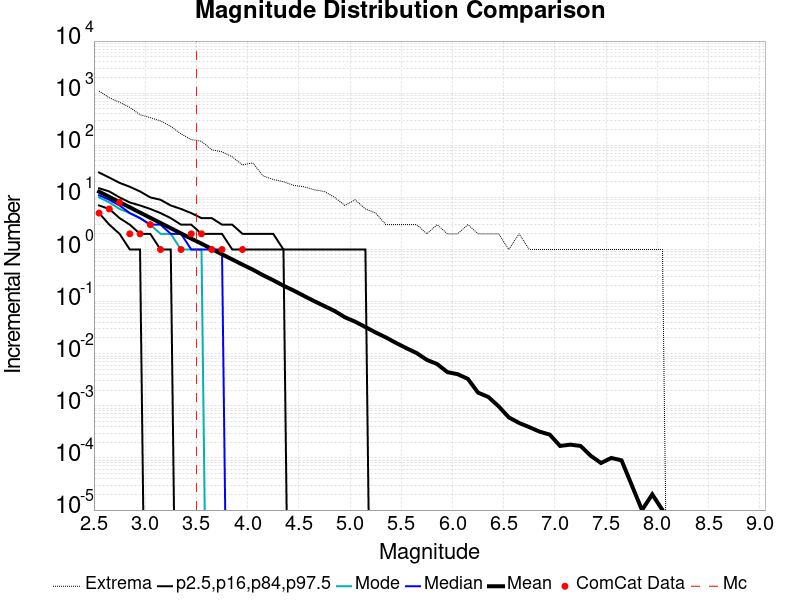 Magnitude Distribution Comparison
Incremental Number
10^4
10^3
10^2
10^1
10^0
10^-1
10^-2
10^-3
10^-4
10^-5
2.5 3.0 3.5 4.0 4.5 5.0 5.5 6.0 6.5 7.0 7.5 8.0 8.5 9.0
Magnitude
Extrema p2.5,p16,p84,p97.5 Mode Median Mean ComCat Data Mc